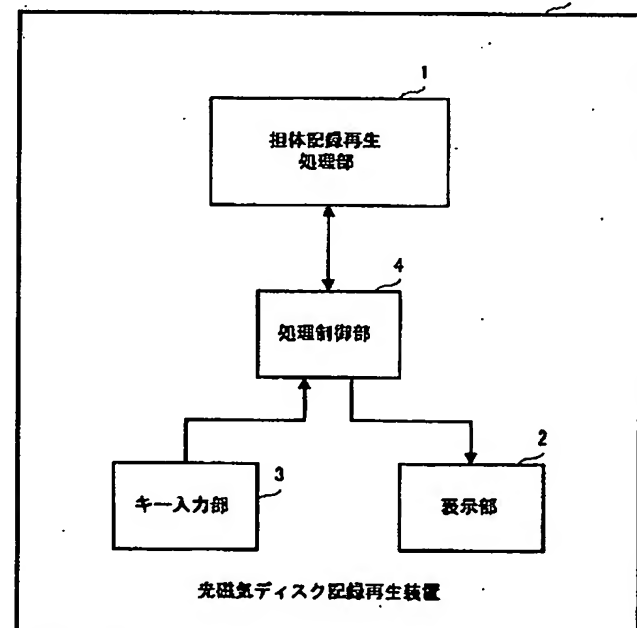 1
担体記録再生
処理部
4
処理制御部
3
キー入力部
2
表示部
光磁気ディスク記録再生装置